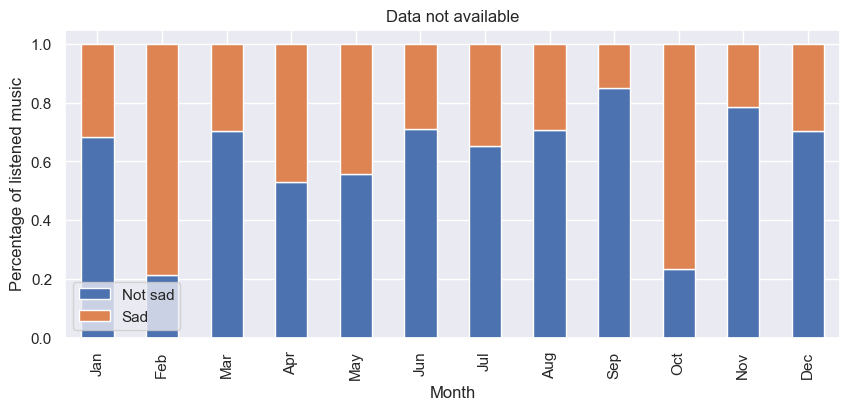 Data not available
Percentage of listened music
1.0
0.8
0.6
0.4
0.2
0.0
Not sad
Sad
Jan
Feb
Mar
Apr
May
Jun
Jul
Aug
Sep
Oct
Nov
Dec
Month